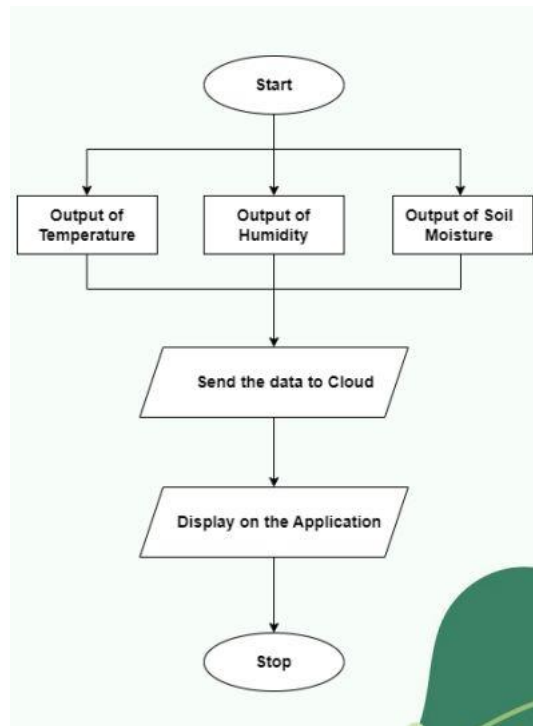 Start
Output of
Temperature
Output of
Humidity
Output of Soil
Moisture
Send the data to Cloud
Display on the Application
Stop